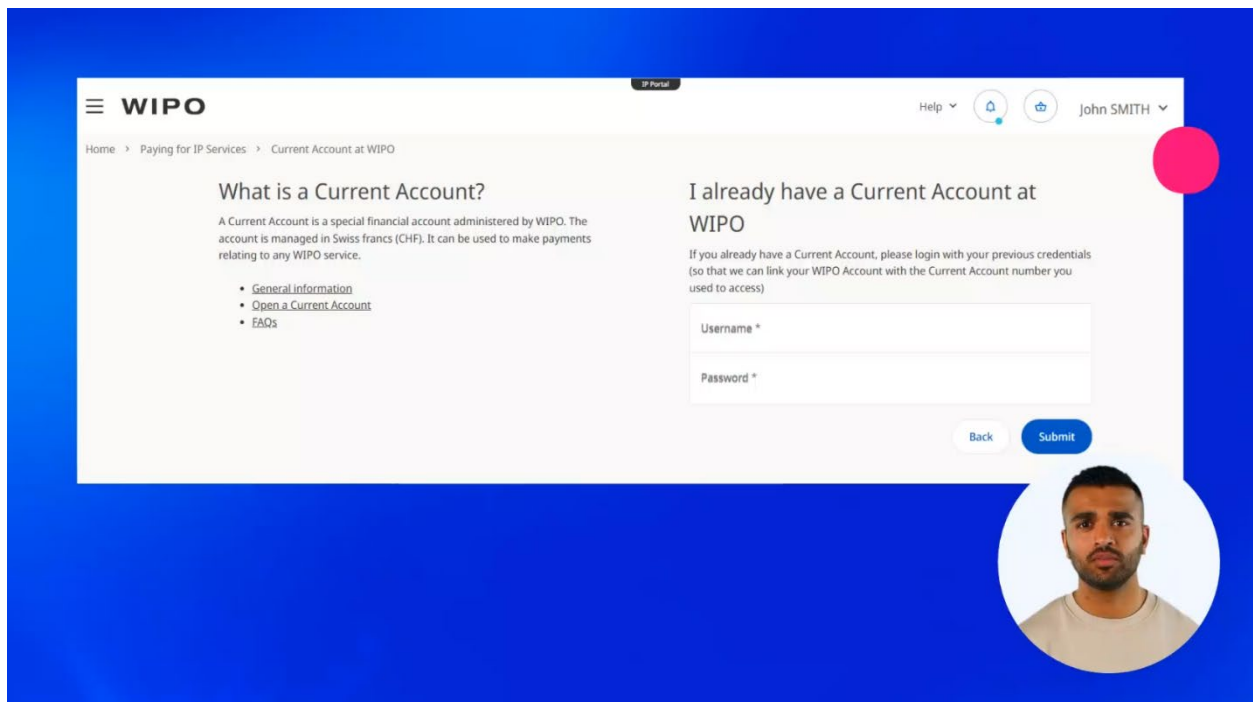 IP Portal
WIPO
Help
John SMITH
Home > Paying for IP Services > Current Account at WIPO
What is a Current Account?
A Current Account is a special financial account administered by WIPO. The
account is managed in Swiss francs (CHF). It can be used to make payments
relating to any WIPO service.
• General information
• Open a Current Account
• FAQs
I already have a Current Account at
WIPO
If you already have a Current Account, please login with your previous credentials
(so that we can link your WIPO Account with the Current Account number you
used to access)
Username *
Password *
Back
Submit